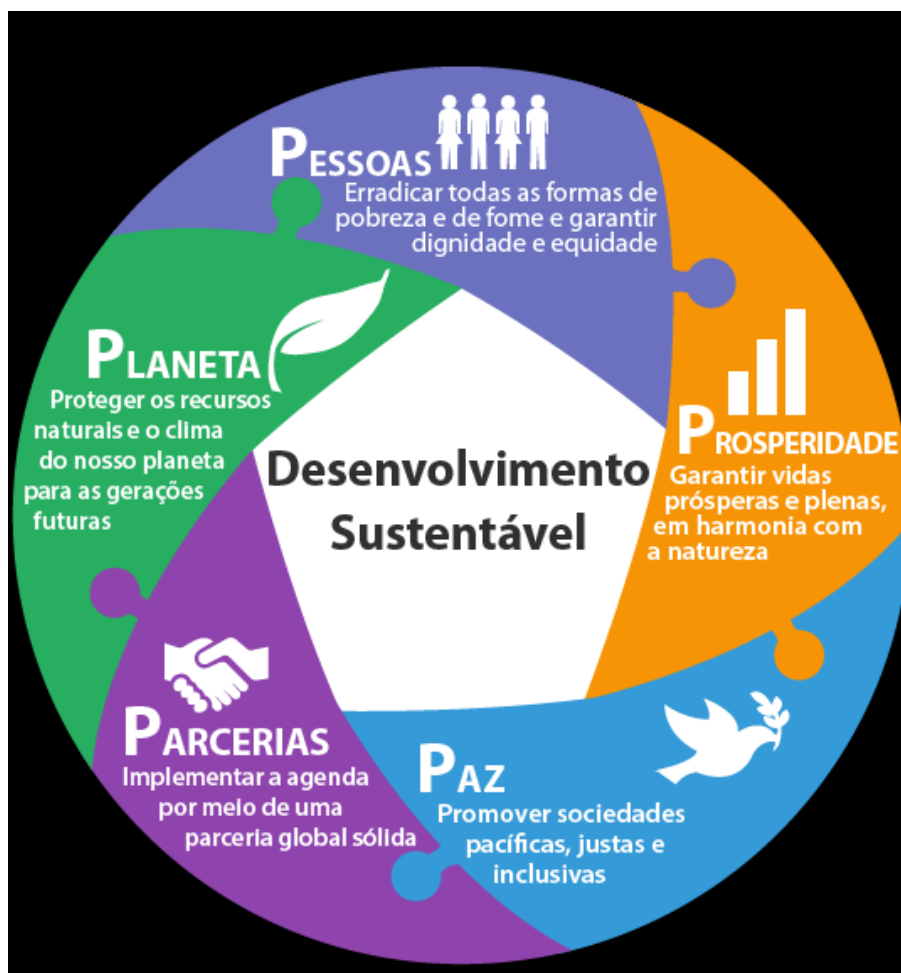 PESSOAS
Erradicar todas as formas de
pobreza e de fome e garantir
dignidade e equidade
PROSPERIDADE
Garantir vidas
prósperas e plenas,
em harmonia com
a natureza
PAZ
Promover sociedades
pacíficas, justas e
inclusivas
PARCERIAS
Implementar a agenda
por meio de uma
parceria global sólida
PLANETA
Proteger os recursos
naturais e o clima
do nosso planeta
para as gerações
futuras
Desenvolvimento
Sustentável